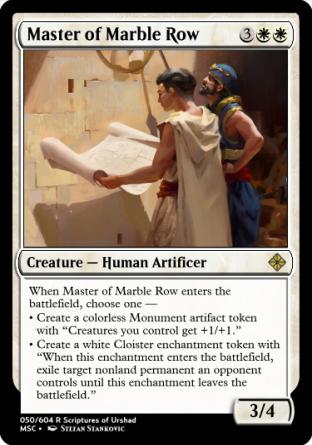 Master of Marble Row 3
Creature — Human Artificer
When Master of Marble Row enters the
battlefield, choose one —
• Create a colorless Monument artifact token
with “Creatures you control get +1/+1.”
• Create a white Cloister enchantment token with
“When this enchantment enters the battlefield,
exile target nonland permanent an opponent
controls until this enchantment leaves the
battlefield.”
3/4
050/604 R Scriptures of Urshad
MSC • Stefan Stankovic